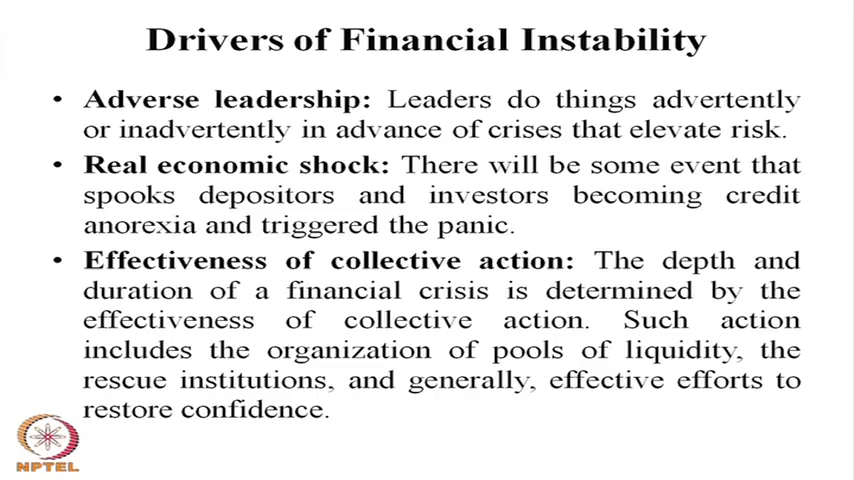 Drivers of Financial Instability
• Adverse leadership: Leaders do things advertently
or inadvertently in advance of crises that elevate risk.
• Real economic shock: There will be some event that
spooks depositors and investors becoming credit
anorexia and triggered the panic.
• Effectiveness of collective action: The depth and
duration of a financial crisis is determined by the
effectiveness of collective action. Such action
includes the organization of pools of liquidity, the
rescue institutions, and generally, effective efforts to
restore confidence.
NPTEL